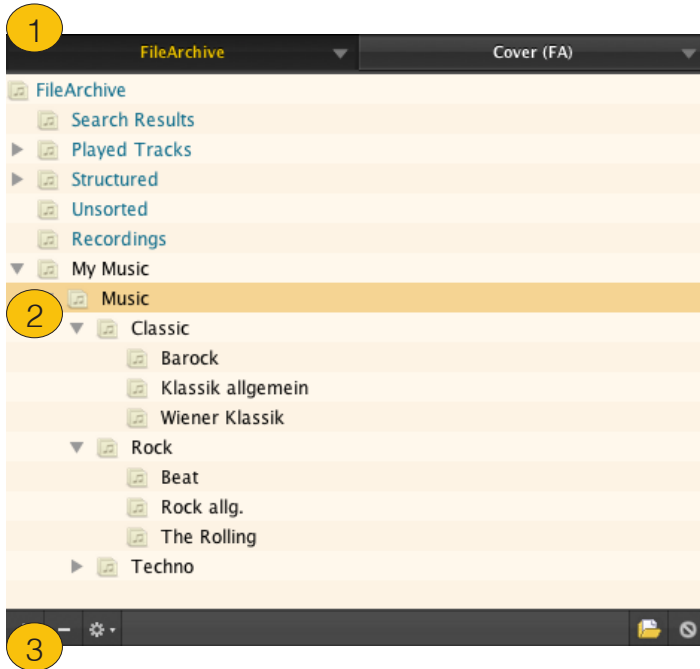 1
FileArchive Cover (FA)
FileArchive
Search Results
Played Tracks
Structured
Unsorted
Recordings
My Music
Music
2
Classic
Barock
Klassik allgemein
Wiener Klassik
Rock
Beat
Rock allg.
The Rolling
Techno
3